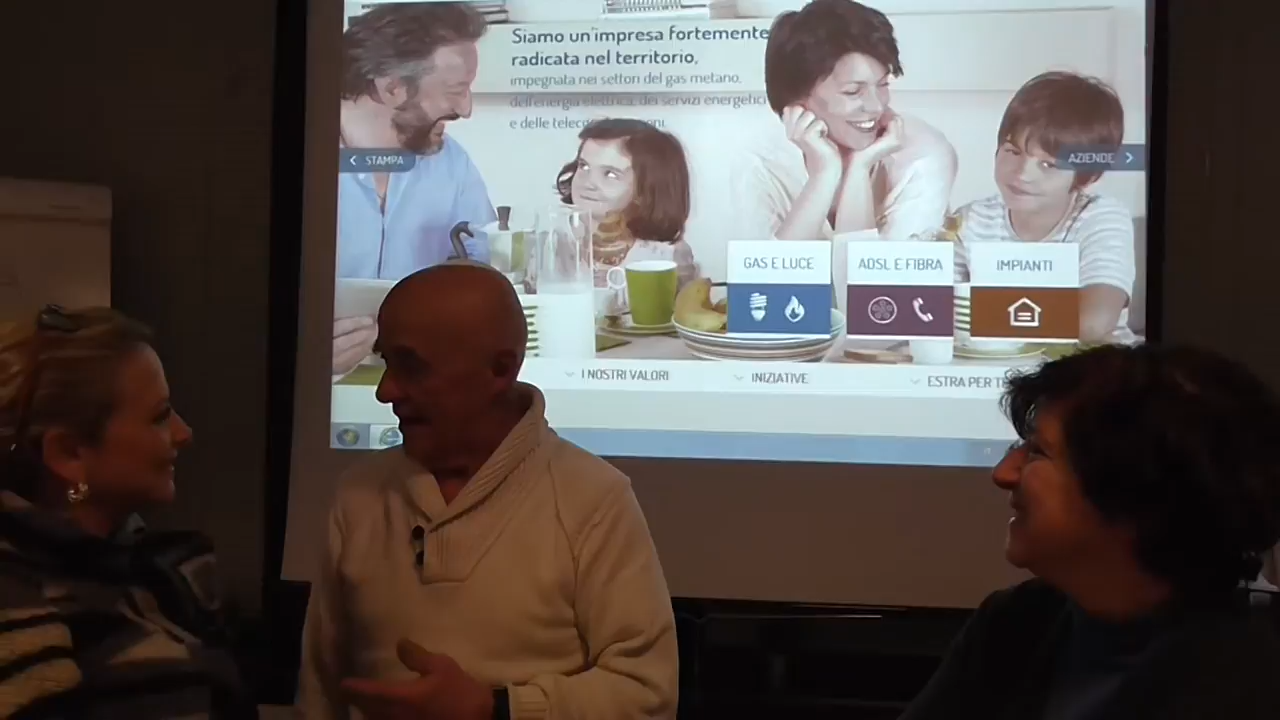 Siamo un'impresa fortemente
radicata nel territorio,
impegnata nei settori del gas metano,
dell'energia elettrica, dei servizi energetici
e delle
STAMPA
AZIENDE
GAS E LUCE
ADSL E FIBRA
IMPIANTI
I NOSTRI VALORI
INIZIATIVE
ESTRA PER